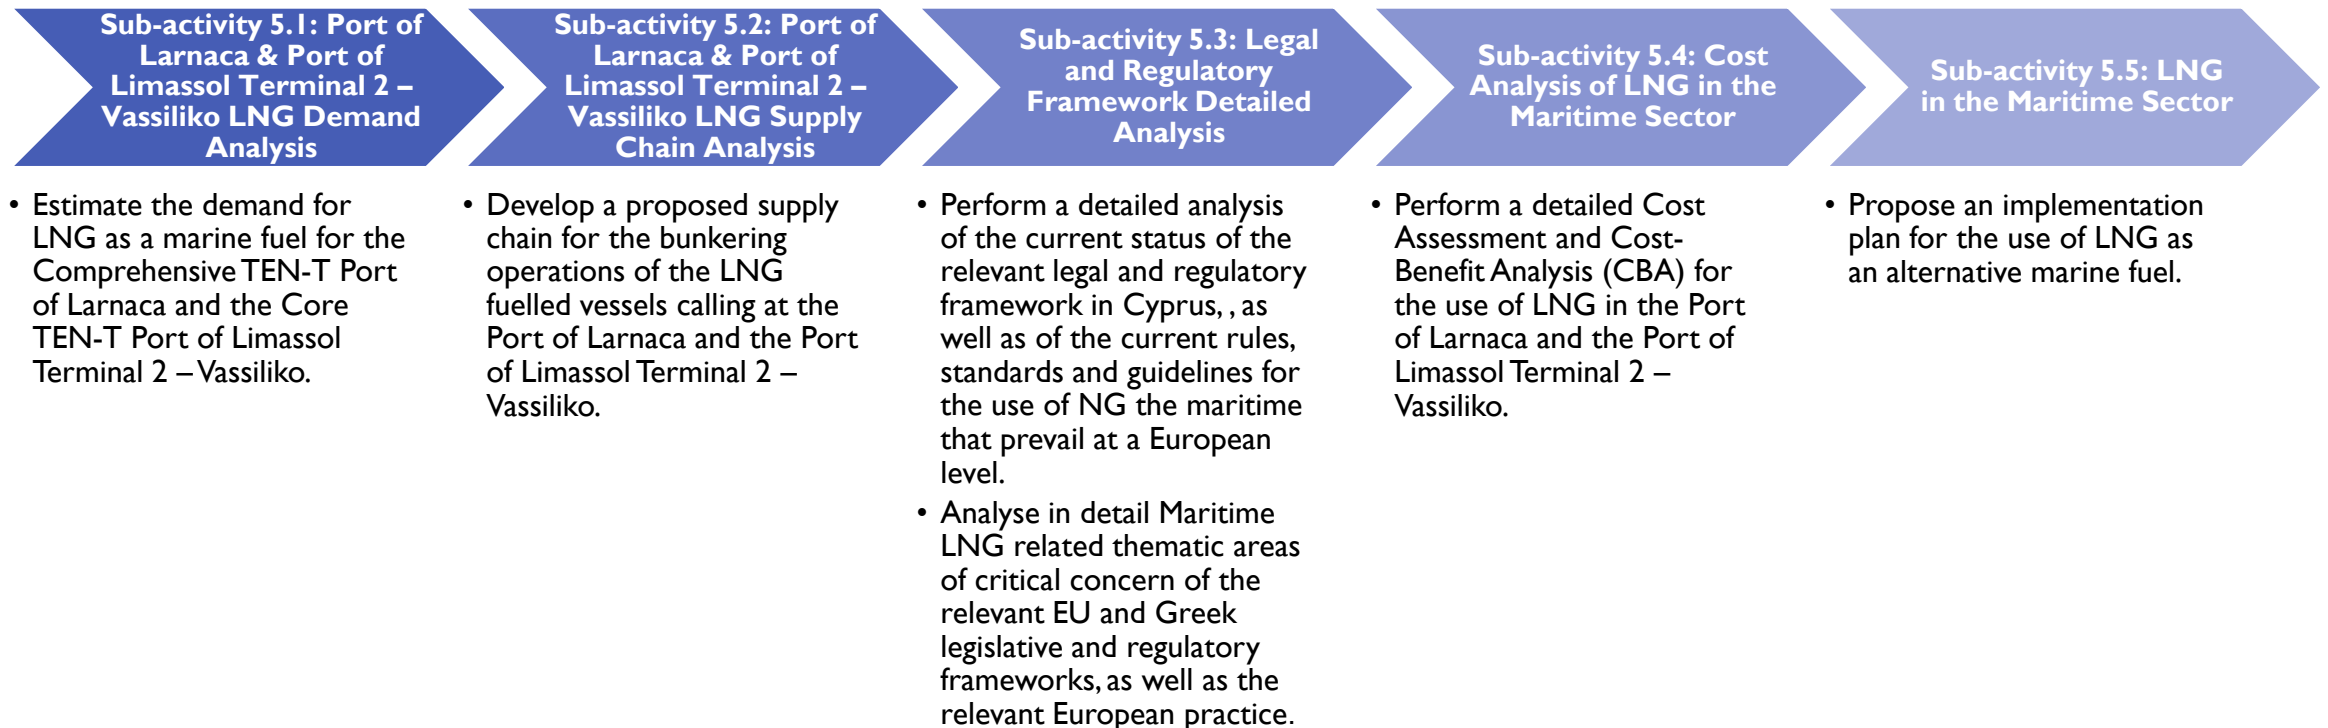 Sub-activity 5.1: Port of
Larnaca & Port of
Limassol Terminal 2 –
Vassiliko LNG Demand
Analysis
• Estimate the demand for
LNG as a marine fuel for the
Comprehensive TEN-T Port
of Larnaca and the Core
TEN-T Port of Limassol
Terminal 2 – Vassiliko.
Sub-activity 5.2: Port of
Larnaca & Port of
Limassol Terminal 2 –
Vassiliko LNG Supply
Chain Analysis
• Develop a proposed supply
chain for the bunkering
operations of the LNG
fuelled vessels calling at the
Port of Larnaca and the Port
of Limassol Terminal 2 –
Vassiliko.
Sub-activity 5.3: Legal
and Regulatory
Framework Detailed
Analysis
• Perform a detailed analysis
of the current status of the
relevant legal and regulatory
framework in Cyprus, , as
well as of the current rules,
standards and guidelines for
the use of NG the maritime
that prevail at a European
level.
• Analyse in detail Maritime
LNG related thematic areas
of critical concern of the
relevant EU and Greek
legislative and regulatory
frameworks, as well as the
relevant European practice.
Sub-activity 5.4: Cost
Analysis of LNG in the
Maritime Sector
• Perform a detailed Cost
Assessment and Cost-
Benefit Analysis (CBA) for
the use of LNG in the Port
of Larnaca and the Port of
Limassol Terminal 2 –
Vassiliko.
Sub-activity 5.5: LNG
in the Maritime Sector
• Propose an implementation
plan for the use of LNG as
an alternative marine fuel.